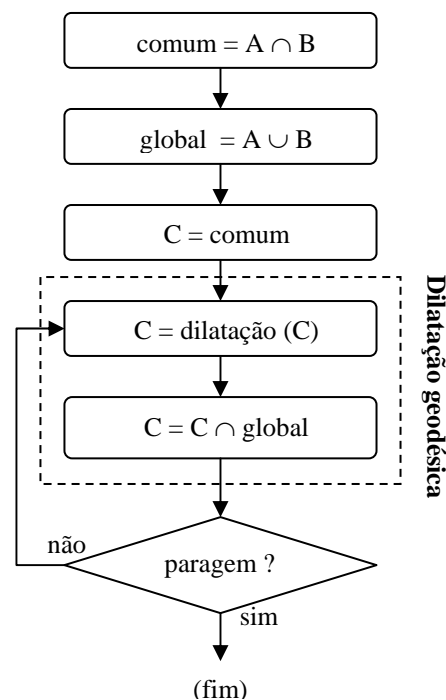 comum = A ∩ B
global = A ∪ B
C = comum
C = dilatação (C)
C = C ∩ global
Dilatação geodésica
paragem ?
não
sim
(fim)